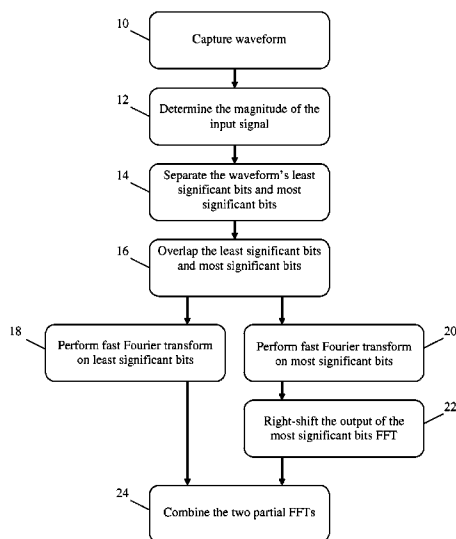 10
Capture waveform
12
Determine the magnitude of the
input signal
14
Separate the waveform's least
significant bits and most
significant bits
16
Overlap the least significant bits
and most significant bits
18
Perform fast Fourier transform
on least significant bits
20
Perform fast Fourier transform
on most significant bits
22
Right-shift the output of the
most significant bits FFT
24
Combine the two partial FFTs